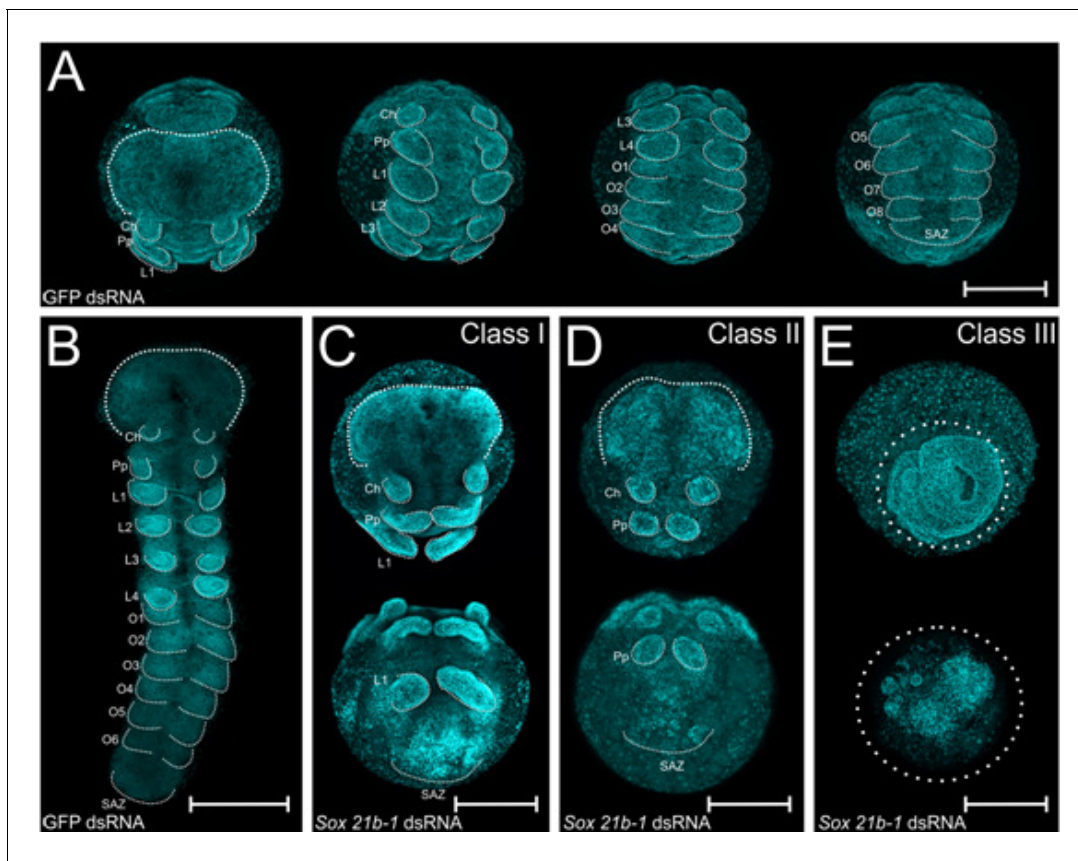 A
Ch
Pp
L1
Ch
Pp
L1
L2
L3
L3
L4
O1
O2
O3
O4
O5
O6
O7
O8
SAZ
GFP dsRNA
B
Ch
Pp
L1
L2
L3
L4
O1
O2
O3
O4
O5
O6
SAZ
GFP dsRNA
C
Class I
Ch
Pp
L1
L1
SAZ
Sox 21b-1 dsRNA
D
Class II
Ch
Pp
Pp
SAZ
Sox 21b-1 dsRNA
E
Class III
Sox 21b-1 dsRNA